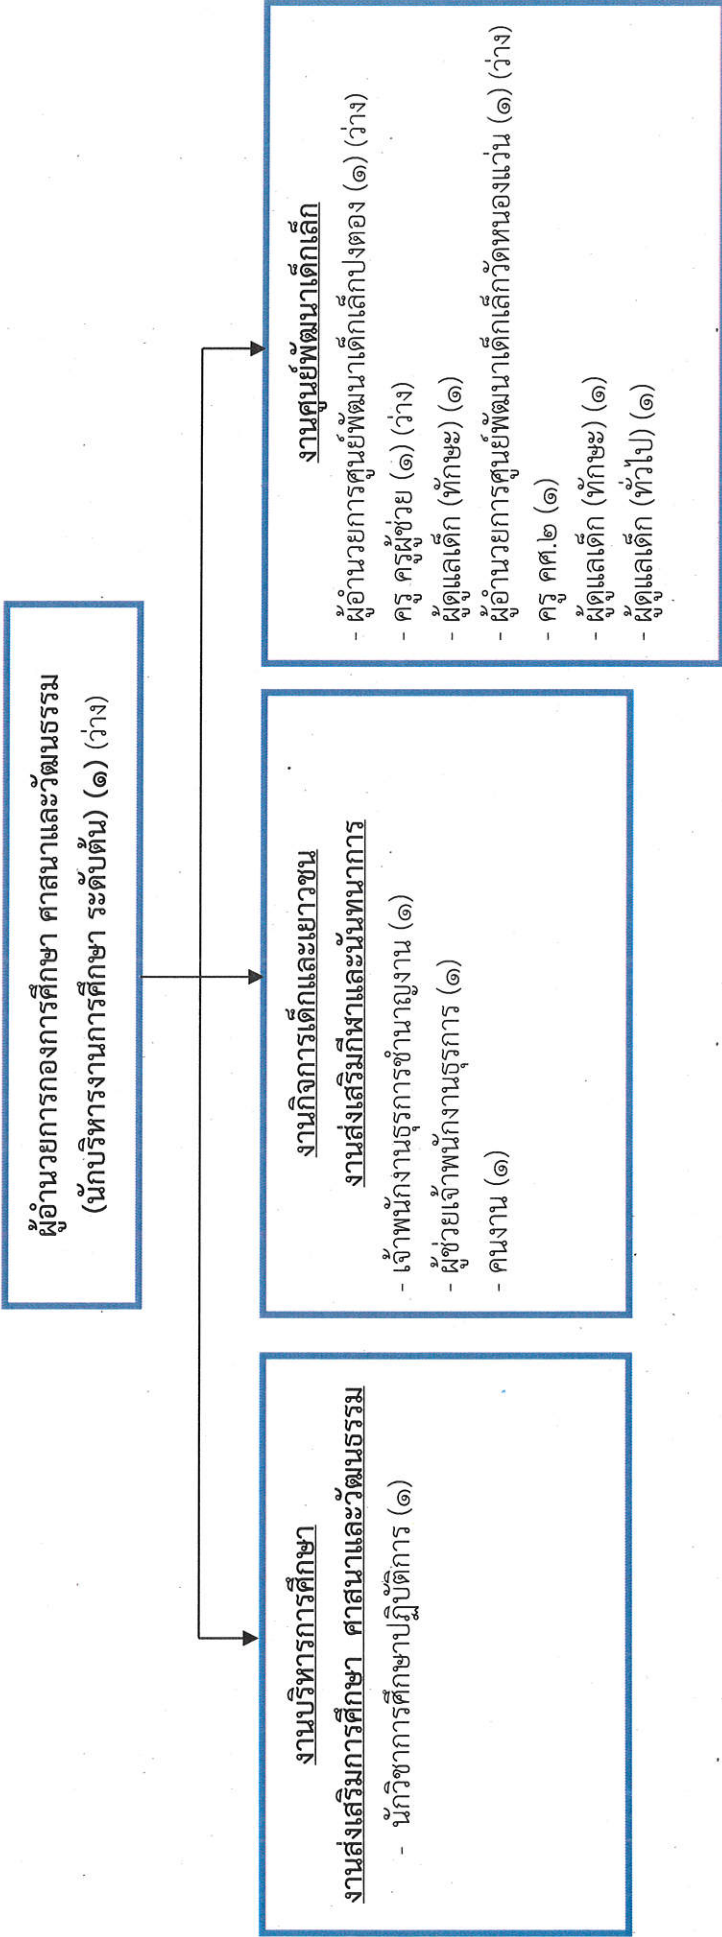 ผู้อำนวยการกองการศึกษา ศาสนาและวัฒนธรรม
(นักบริหารงานการศึกษา ระดับต้น) (๑) (ว่าง)
งานบริหารการศึกษา
งานส่งเสริมการศึกษา ศาสนาและวัฒนธรรม
- นักวิชาการศึกษาปฏิบัติการ (๑)
งานกิจการเด็กและเยาวชน
งานส่งเสริมกีฬาและนันทนาการ
- เจ้าพนักงานธุรการชำนาญงาน (๑)
- ผู้ช่วยเจ้าพนักงานธุรการ (๑)
- คนงาน (๑)
งานศูนย์พัฒนาเด็กเล็ก
- ผู้อำนวยการศูนย์พัฒนาเด็กเล็กปงตอง (๑) (ว่าง)
- ครู ครูผู้ช่วย (๑) (ว่าง)
- ผู้ดูแลเด็ก (ทักษะ) (๑)
- ผู้อำนวยการศูนย์พัฒนาเด็กเล็กวัดหนองแว่น (๑) (ว่าง)
- ครู คศ.๒ (๑)
- ผู้ดูแลเด็ก (ทักษะ) (๑)
- ผู้ดูแลเด็ก (ทั่วไป) (๑)